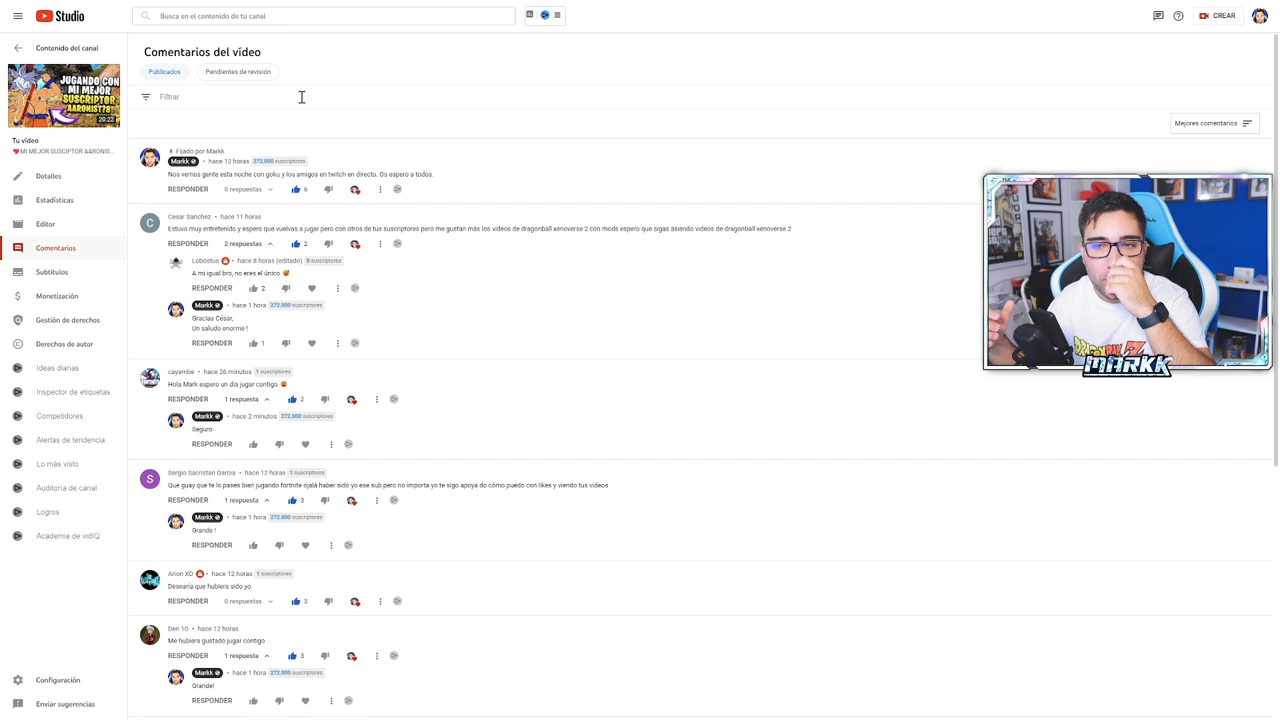 Studio
Busca en el contenido de tu canal
CREAR
Contenido del canal
JUGANDO CON
MI MEJOR
SUSCRIPTOR
AARONIST78
20:22
Tu vídeo
MI MEJOR SUSCIPTOR AARONIS...
Detalles
Estadísticas
Editor
Comentarios
Subtítulos
Monetización
Gestión de derechos
Derechos de autor
Ideas diarias
Inspector de etiquetas
Competidores
Alertas de tendencia
Lo más visto
Auditoría de canal
Logros
Academia de vidIQ
Configuración
Enviar sugerencias
Comentarios del vídeo
Publicados
Pendientes de revisión
Filtrar
Mejores comentarios
Fijado por Markk
Markk • hace 12 horas 272.000 suscriptores
Nos vemos gente esta noche con goku y los amigos en twitch en directo. Os espero a todos.
RESPONDER 0 respuestas 6
C
Cesar Sanchez • hace 11 horas
Estuvo muy entretenido y espero que vuelvas a jugar pero con otros de tus suscriptores pero me gustan más los videos de dragonball xenoverse 2 con mods espero que sigas asiendo videos de dragonball xenoverse 2
RESPONDER 2 respuestas 2
Lobostus • hace 8 horas (editado) 8 suscriptores
A mi igual bro, no eres el único 🥰
RESPONDER 2
Markk • hace 1 hora 272.000 suscriptores
Gracias César,
Un saludo enorme !
RESPONDER 1
cayambe • hace 26 minutos 1 suscriptores
Hola Mark espero un dia jugar contigo 😀
RESPONDER 1 respuesta 2
Markk • hace 2 minutos 272.000 suscriptores
Seguro
RESPONDER
S
Sergio Sacristan Garcia • hace 12 horas 1 suscriptores
Que guay que te lo pases bien jugando fortnite ojalá haber sido yo ese sub pero no importa yo te sigo apoya do cómo puedo con likes y viendo tus vídeos
RESPONDER 1 respuesta 3
Markk • hace 1 hora 272.000 suscriptores
Grande !
RESPONDER
Arion XD • hace 12 horas 1 suscriptores
Desearía que hubiera sido yo
RESPONDER 0 respuestas 3
Den 10 • hace 12 horas
Me hubiera gustado jugar contigo
RESPONDER 1 respuesta 3
Markk • hace 1 hora 272.000 suscriptores
Grande!
RESPONDER
MARKK